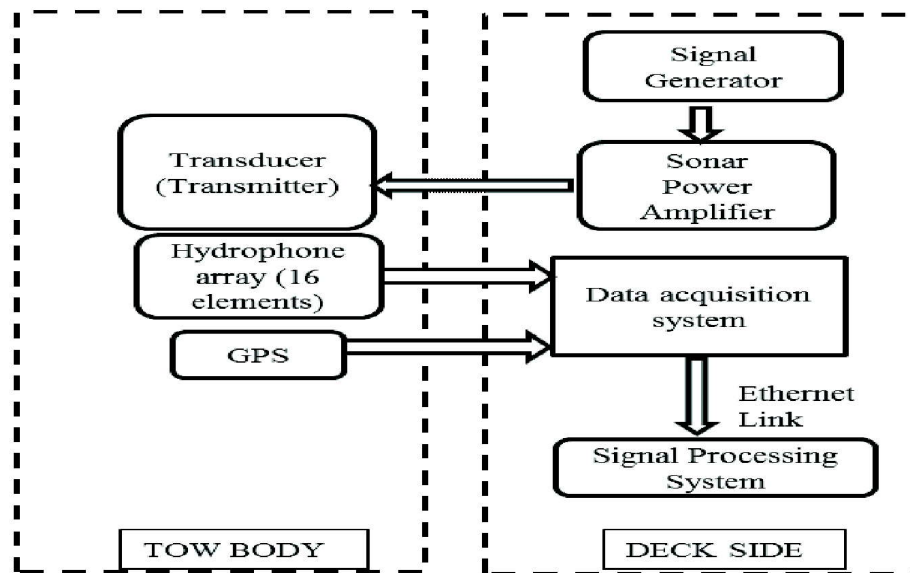 Signal
Generator
Transducer
(Transmitter)
Sonar
Power
Amplifier
Hydrophone
array (16
elements)
Data acquisition
system
GPS
Ethernet
Link
Signal Processing
System
TOW BODY
DECK SIDE